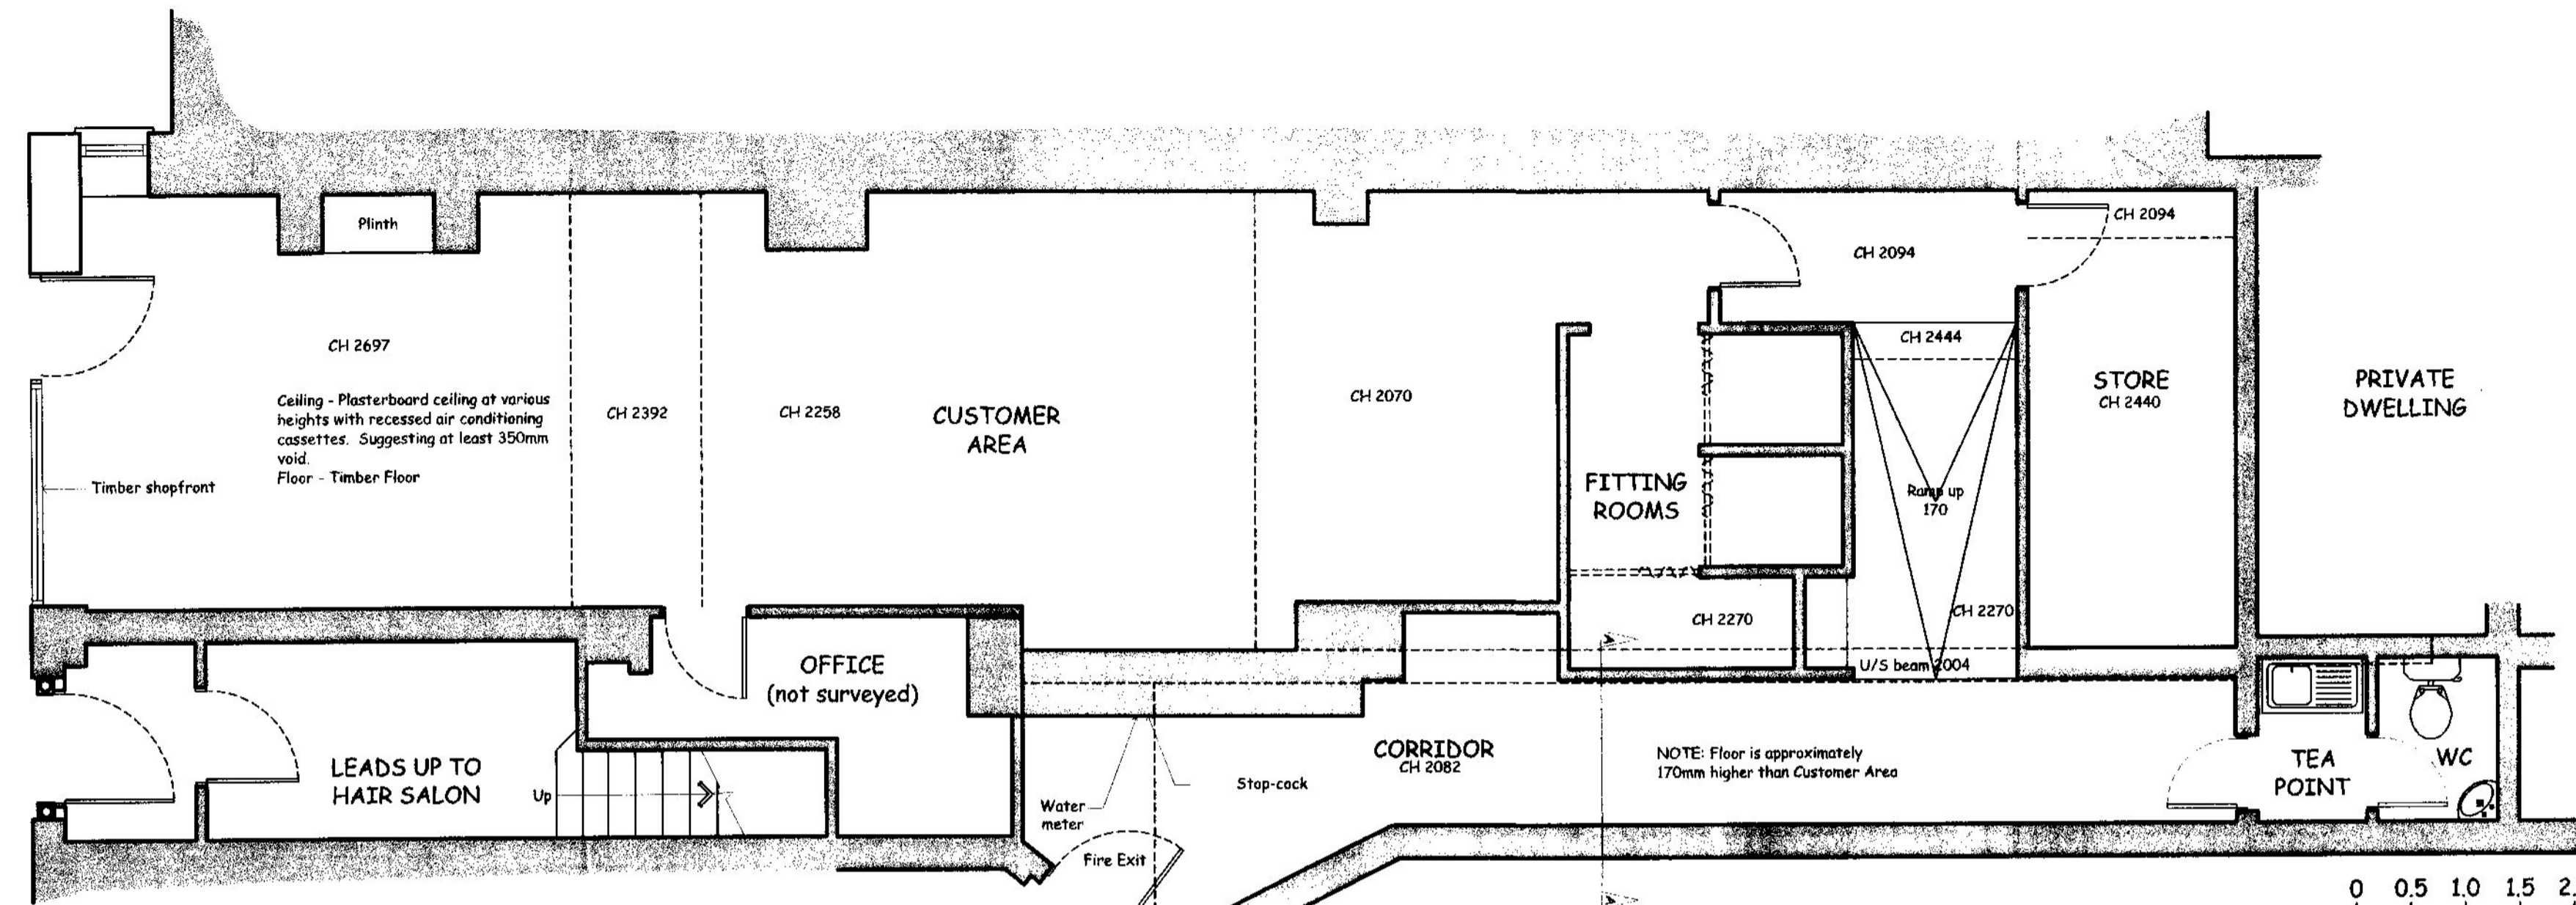 Plinth
CH 2697
Ceiling - Plasterboard ceiling at various
heights with recessed air conditioning
cassettes. Suggesting at least 350mm
void.
Floor - Timber Floor
Timber shopfront
CH 2392
CH 2258
CUSTOMER
AREA
CH 2070
FITTING
ROOMS
CH 2094
CH 2094
CH 2444
Ramp up
170
STORE
CH 2440
PRIVATE
DWELLING
CH 2270
CH 2270
U/S beam 2004
OFFICE
(not surveyed)
LEADS UP TO
HAIR SALON
Up
CORRIDOR
CH 2082
Stop-cock
Water
meter
Fire Exit
NOTE: Floor is approximately
170mm higher than Customer Area
TEA
POINT
WC
0 0.5 1.0 1.5 2.